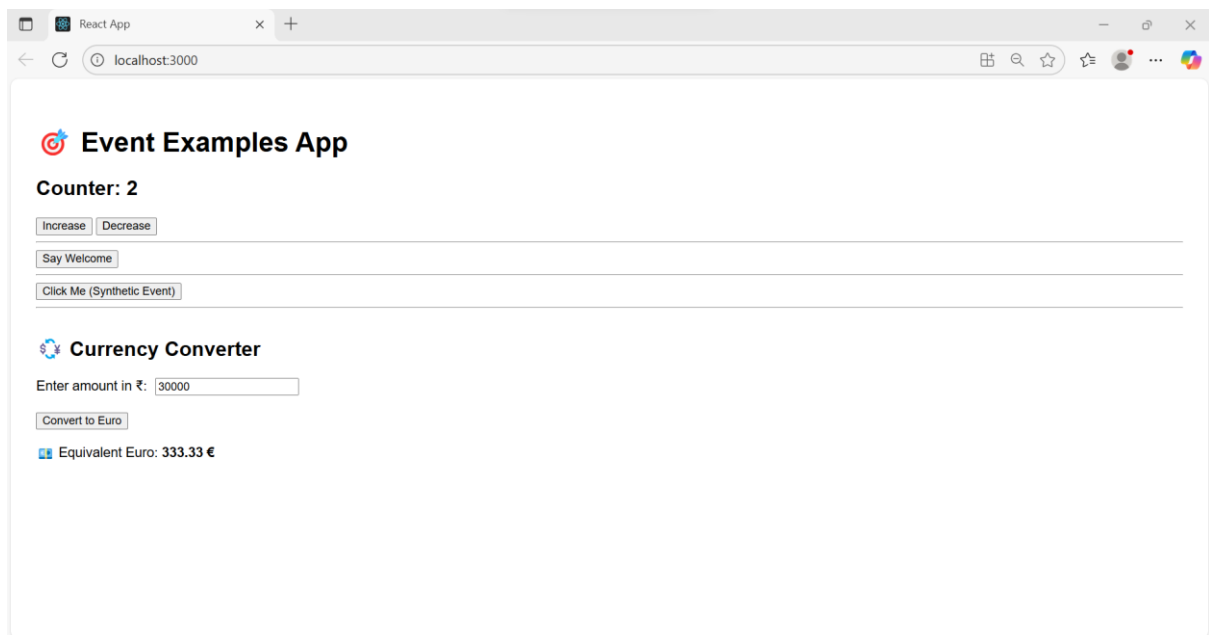 React App
localhost:3000
Event Examples App
Counter: 2
Increase Decrease
Say Welcome
Click Me (Synthetic Event)
Currency Converter
Enter amount in ₹: 30000
Convert to Euro
Equivalent Euro: 333.33 €